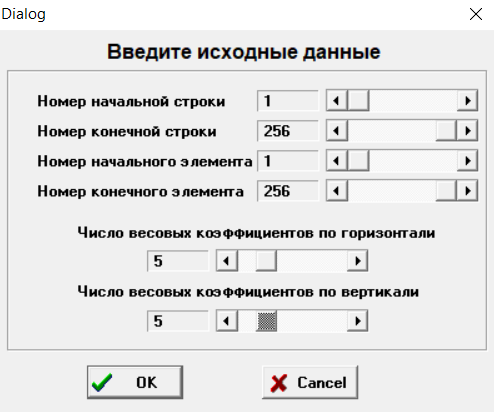 Dialog
Введите исходные данные
Номер начальной строки 1
Номер конечной строки 256
Номер начального элемента 1
Номер конечного элемента 256
Число весовых коэффициентов по горизонтали
5
Число весовых коэффициентов по вертикали
5
OK Cancel